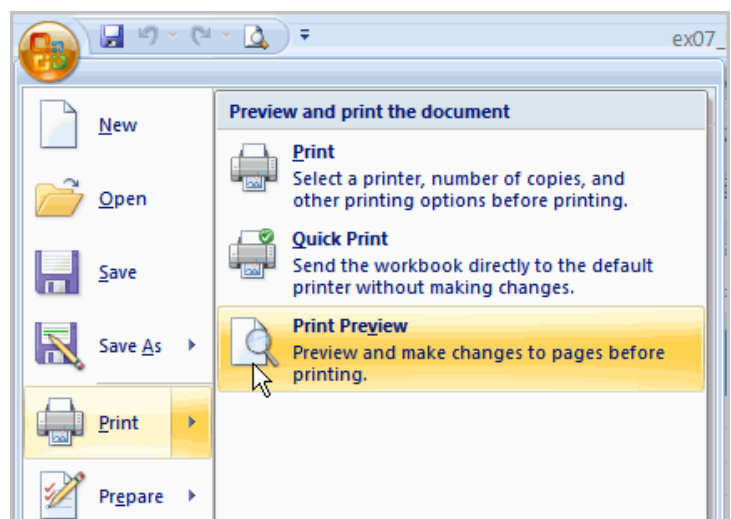 ex07_
New
Open
Save
Save As
Print
Prepare
Preview and print the document
Print
Select a printer, number of copies, and
other printing options before printing.
Quick Print
Send the workbook directly to the default
printer without making changes.
Print Preview
Preview and make changes to pages before
printing.